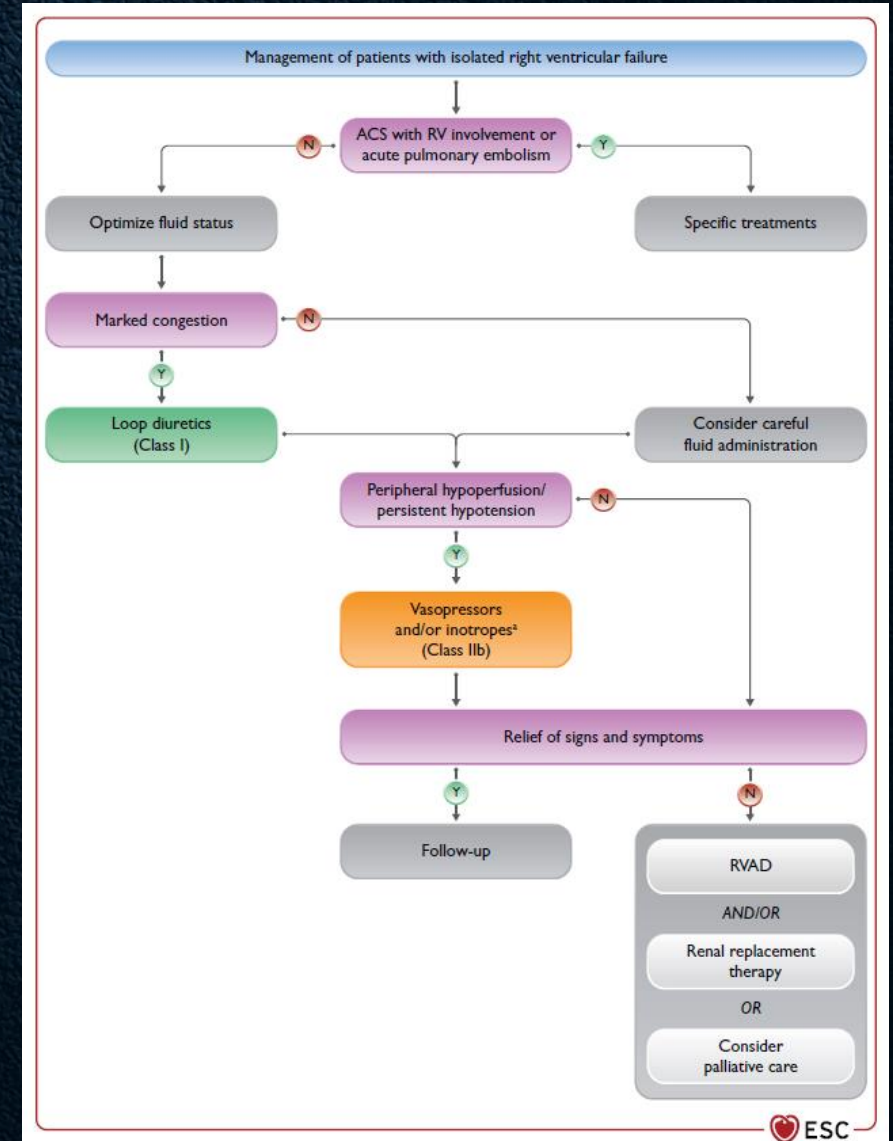 Management of patients with isolated right ventricular failure
ACS with RV involvement or
acute pulmonary embolism
N
Y
Optimize fluid status
Specific treatments
Marked congestion
N
Y
Loop diuretics
(Class I)
Consider careful
fluid administration
Peripheral hypoperfusion/
persistent hypotension
N
Y
Vasopressors
and/or inotropesª
(Class IIb)
Relief of signs and symptoms
Y
N
Follow-up
RVAD
AND/OR
Renal replacement
therapy
OR
Consider
palliative care
ESC